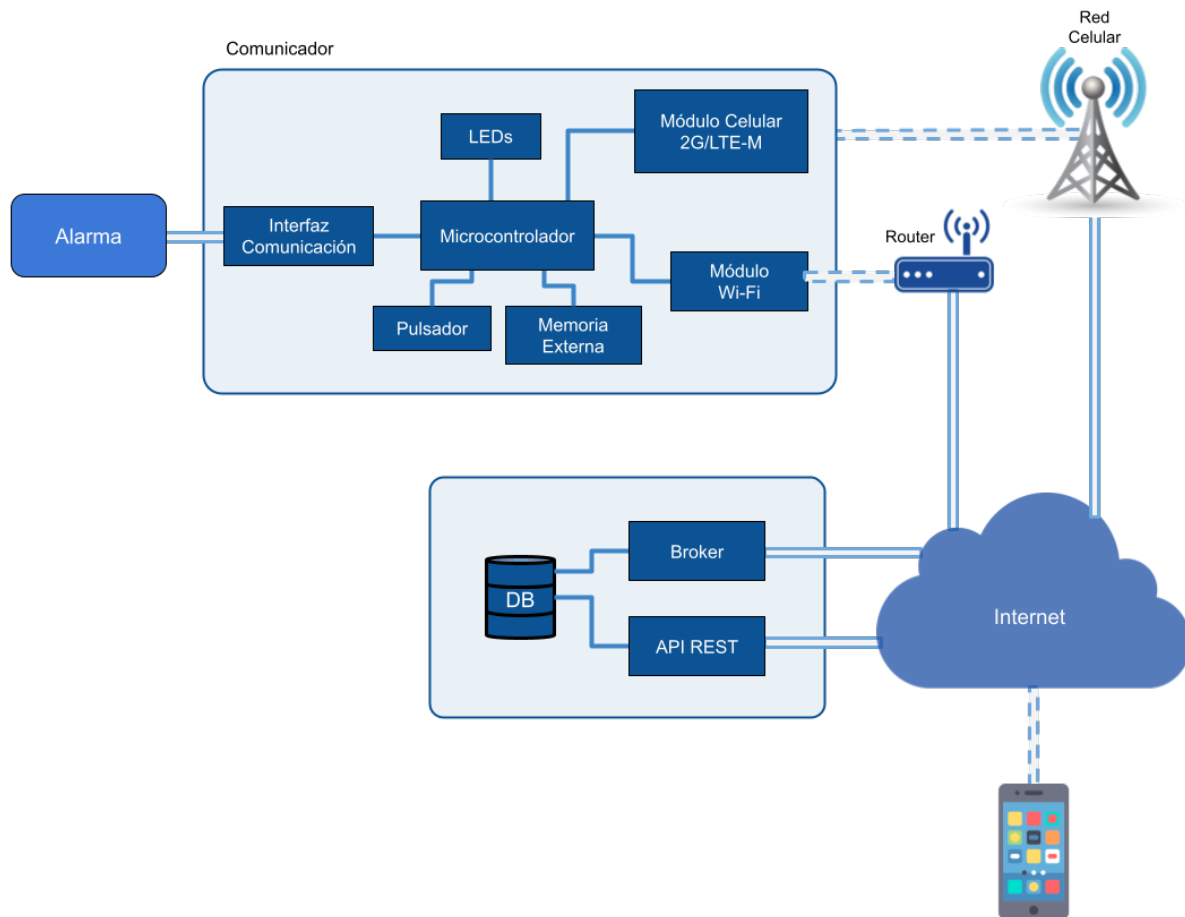 Red
Celular
Comunicador
LEDs
Módulo Celular
2G/LTE-M
Alarma
Interfaz
Comunicación
Microcontrolador
Router
Módulo
Wi-Fi
Pulsador
Memoria
Externa
Broker
DB
API REST
Internet